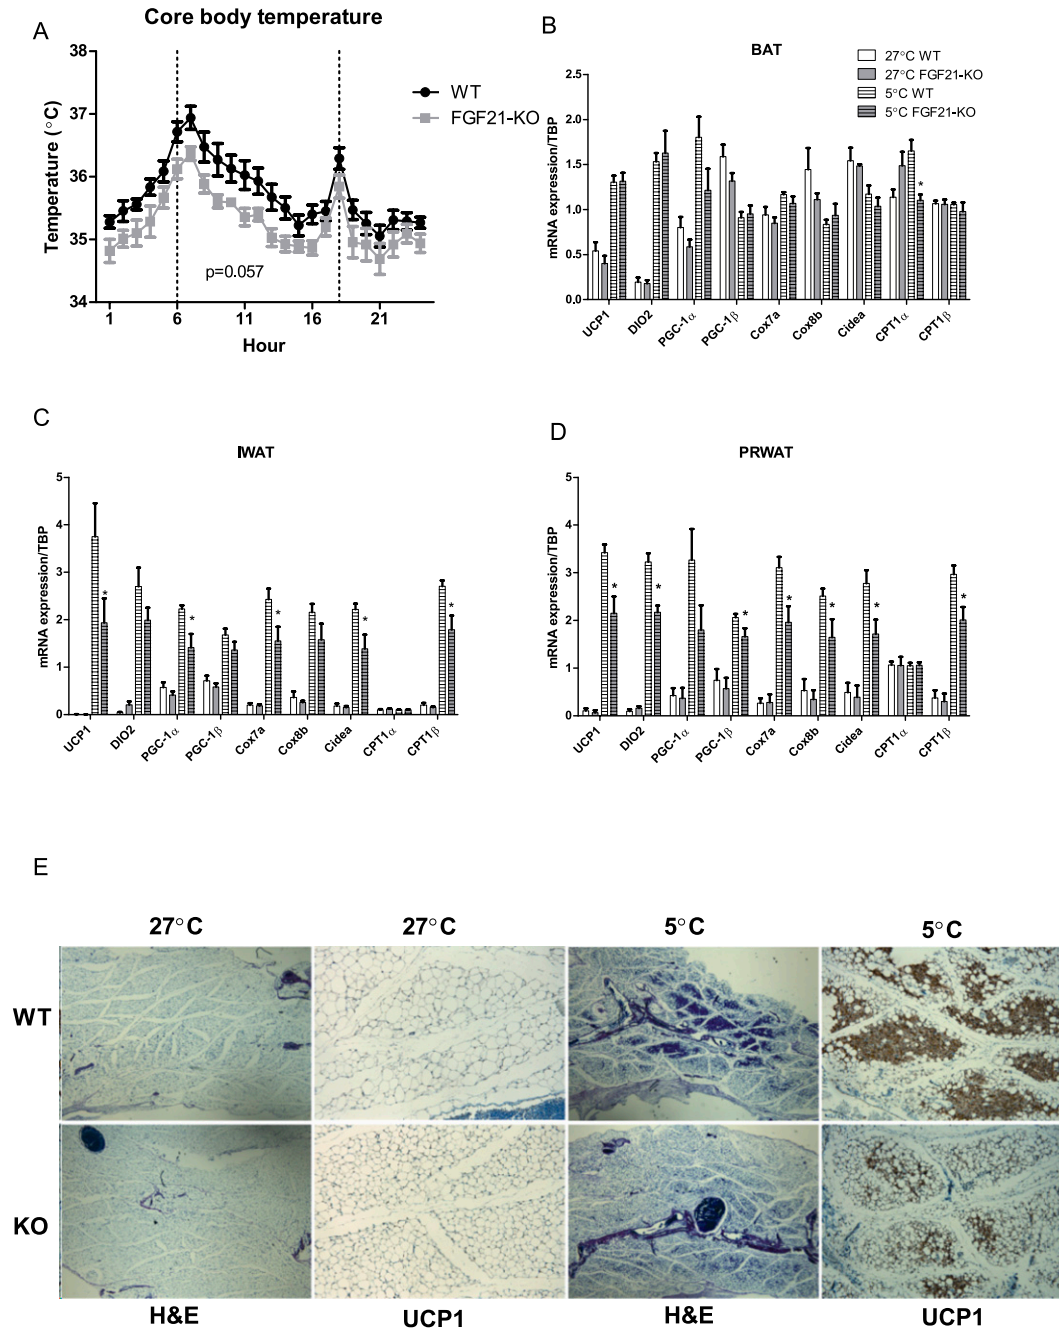 A
Core body temperature
38
37
36
35
34
Temperature (°C)
p=0.057
1
6
11
16
21
Hour
WT
FGF21-KO
B
BAT
27°C WT
27°C FGF21-KO
5°C WT
5°C FGF21-KO
2.5
2.0
1.5
1.0
0.5
0.0
mRNA expression/TBP
*
UCP1
DIO2
PGC-1α
PGC-1β
Cox7a
Cox8b
Cidea
CPT1α
CPT1β
C
IWAT
5
4
3
2
1
0
mRNA expression/TBP
*
*
*
*
*
UCP1
DIO2
PGC-1α
PGC-1β
Cox7a
Cox8b
Cidea
CPT1α
CPT1β
D
PRWAT
5
4
3
2
1
0
mRNA expression/TBP
*
*
*
*
*
*
*
UCP1
DIO2
PGC-1α
PGC-1β
Cox7a
Cox8b
Cidea
CPT1α
CPT1β
E
27°C
27°C
5°C
5°C
WT
KO
H&E
UCP1
H&E
UCP1